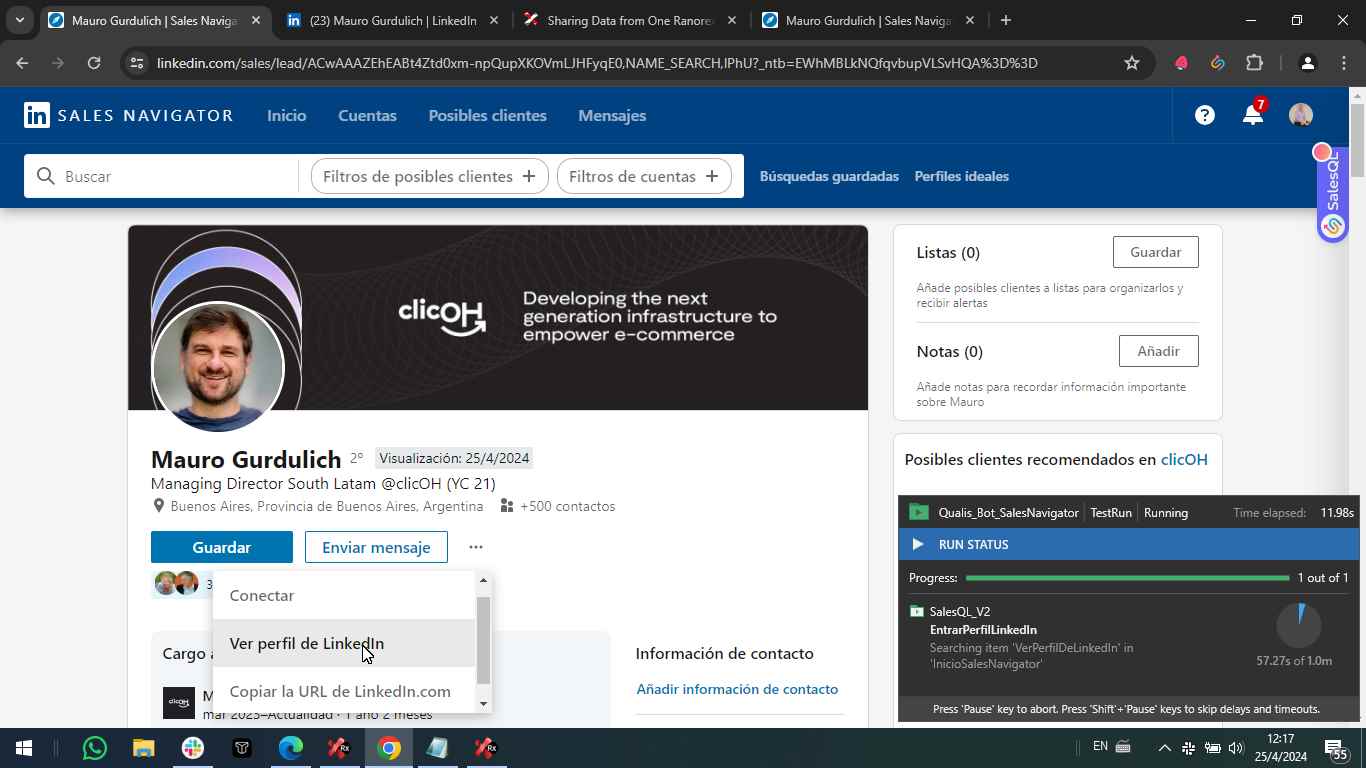 Mauro Gurdulich | Sales Naviga
(23) Mauro Gurdulich | LinkedIn
Sharing Data from One Ranore
Mauro Gurdulich | Sales Naviga
linkedin.com/sales/lead/ACwAAAZEhEABt4Ztd0xm-npQupXKOVmLJHFyqE0,NAME_SEARCH,IPhU?_ntb=EWhMBLkNQfqvbupVLSvHQA%3D%3D
in SALES NAVIGATOR
Inicio
Cuentas
Posibles clientes
Mensajes
7
Buscar
Filtros de posibles clientes +
Filtros de cuentas +
Búsquedas guardadas
Perfiles ideales
SalesQL
clicOH
Developing the next
generation infrastructure to
empower e-commerce
Listas (0)
Guardar
Añade posibles clientes a listas para organizarlos y
recibir alertas
Notas (0)
Añadir
Añade notas para recordar información importante
sobre Mauro
Mauro Gurdulich 2º Visualización: 25/4/2024
Managing Director South Latam @clicOH (YC 21)
Buenos Aires, Provincia de Buenos Aires, Argentina +500 contactos
Guardar
Enviar mensaje
...
3
Conectar
Ver perfil de LinkedIn
Copiar la URL de LinkedIn.com
Cargo a
clicOH
M
mar 2023–Actualidad · 1 año 2 meses
Información de contacto
Añadir información de contacto
Posibles clientes recomendados en clicOH
Qualis_Bot_SalesNavigator TestRun Running Time elapsed: 11.98s
RUN STATUS
Progress: 1 out of 1
SalesQL_V2
EntrarPerfilLinkedIn
Searching item 'VerPerfilDeLinkedIn' in
'InicioSalesNavigator'
57.27s of 1.0m
Press 'Pause' key to abort. Press 'Shift'+'Pause' keys to skip delays and timeouts.
EN
12:17
25/4/2024
55